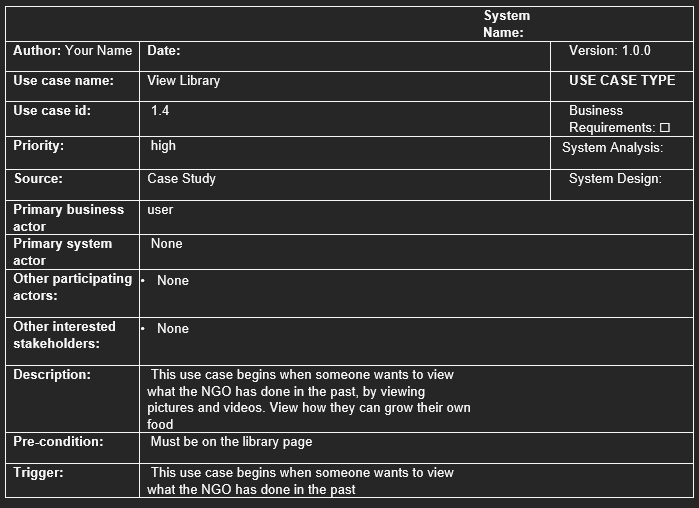 System
Name:
Author: Your Name Date: Version: 1.0.0
Use case name: View Library USE CASE TYPE
Use case id: 1.4 Business
Requirements: ☐
Priority: high System Analysis:
Source: Case Study System Design:
Primary business
actor user
Primary system
actor None
Other participating
actors: • None
Other interested
stakeholders: • None
Description: This use case begins when someone wants to view
what the NGO has done in the past, by viewing
pictures and videos. View how they can grow their own
food
Pre-condition: Must be on the library page
Trigger: This use case begins when someone wants to view
what the NGO has done in the past